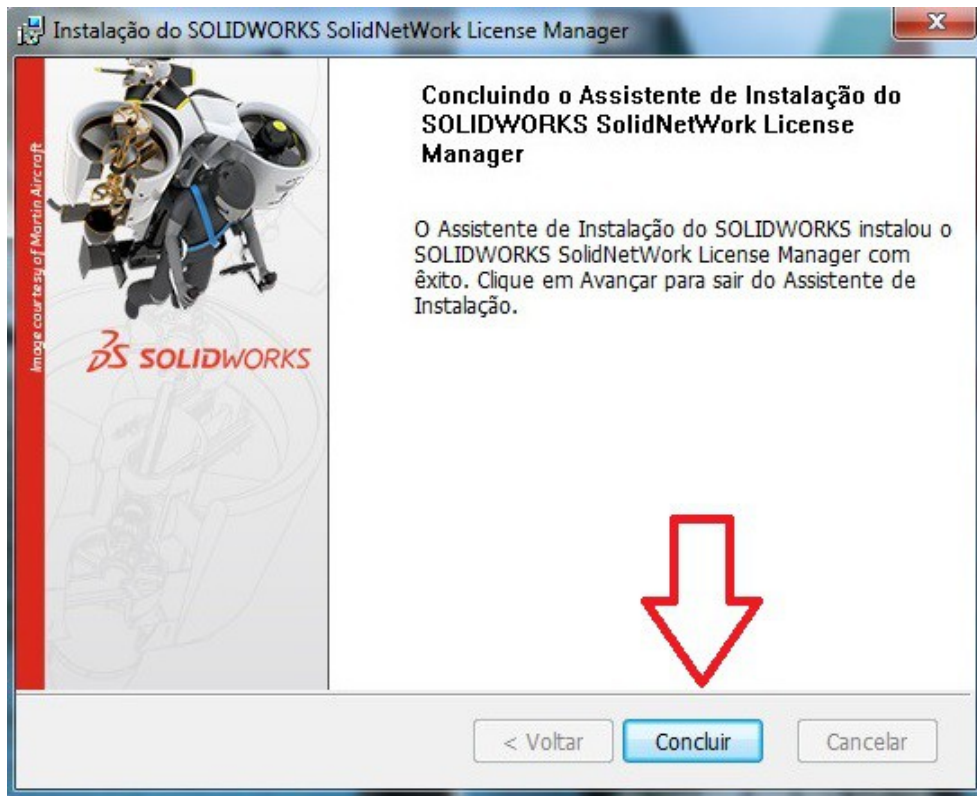 Instalação do SOLIDWORKS SolidNetWork License Manager
Image courtesy of Martin Aircraft
Concluindo o Assistente de Instalação do
SOLIDWORKS SolidNetWork License
Manager
O Assistente de Instalação do SOLIDWORKS instalou o
SOLIDWORKS SolidNetWork License Manager com
êxito. Clique em Avançar para sair do Assistente de
Instalação.
SOLIDWORKS
< Voltar
Concluir
Cancelar